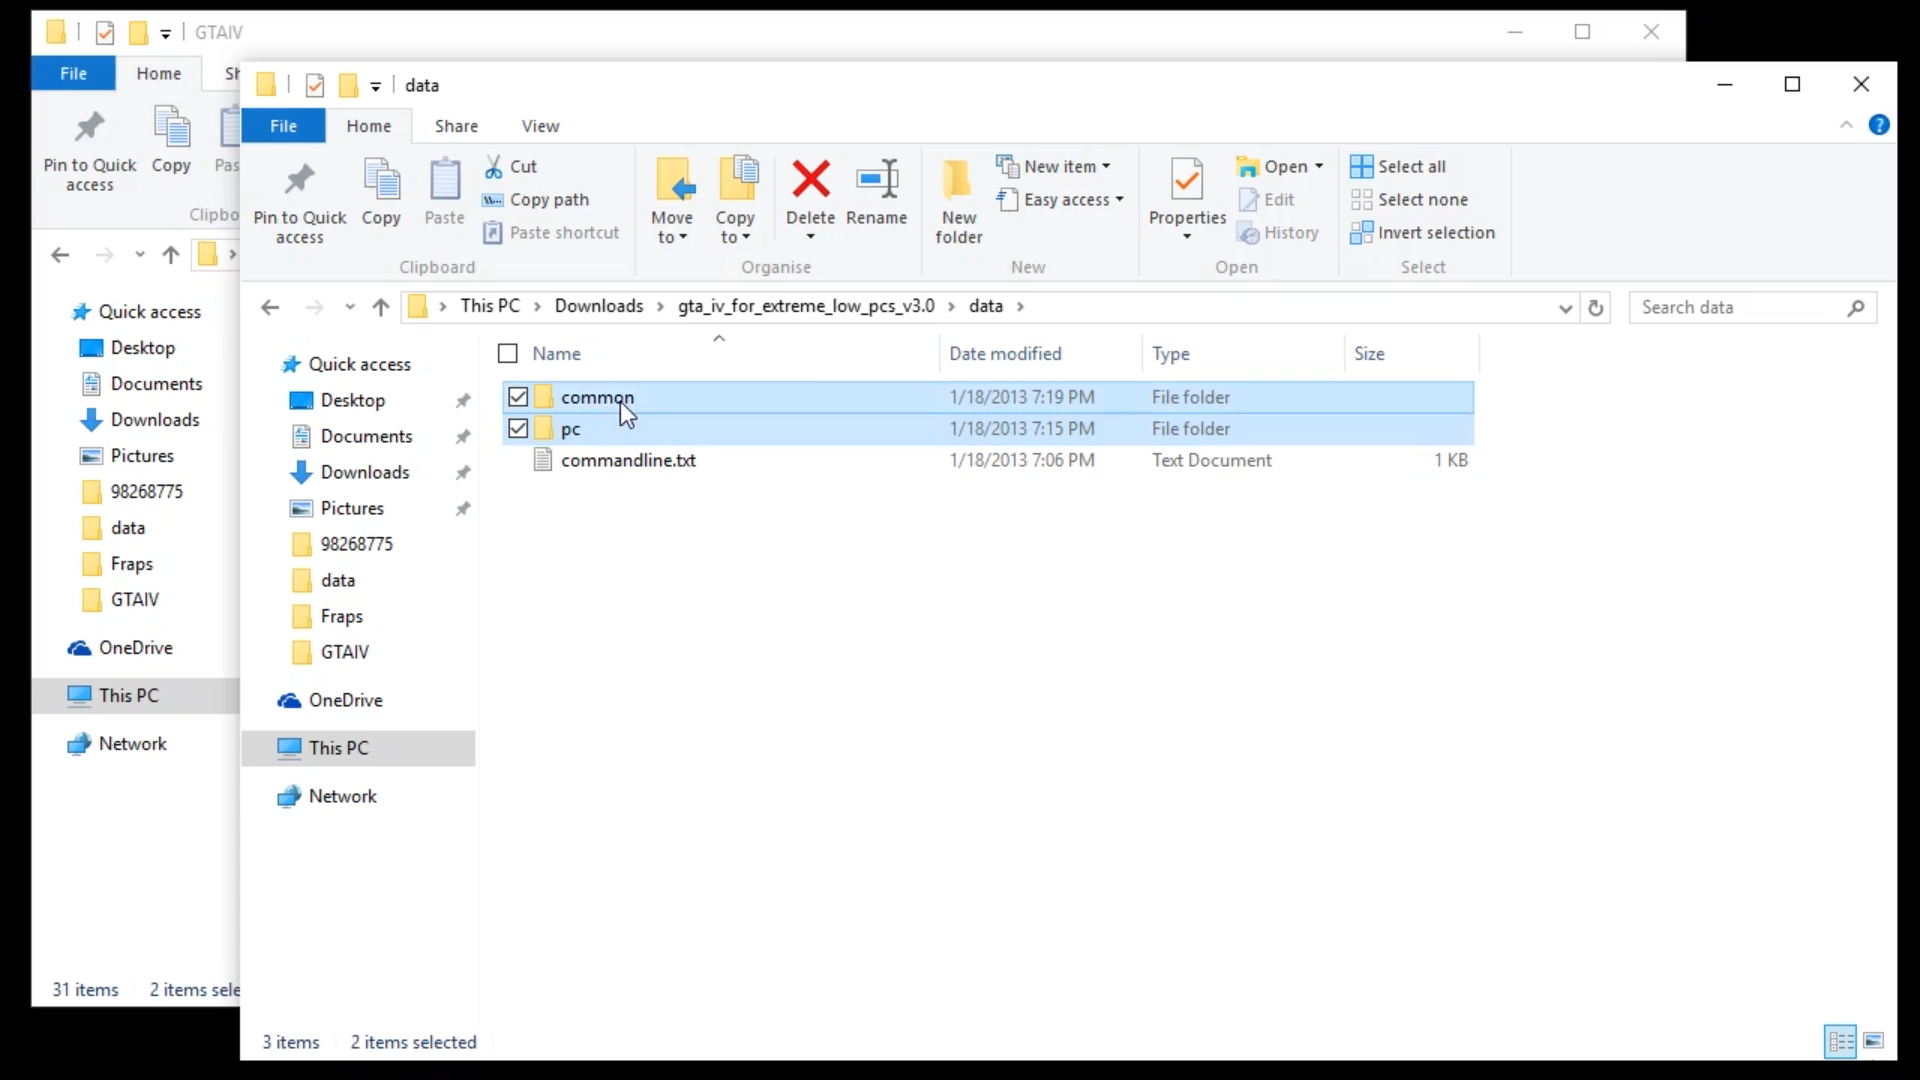 GTAIV
File Home Sh
Pin to Quick access
Copy
Pas
Clipbo
Quick access
Desktop
Documents
Downloads
Pictures
98268775
data
Fraps
GTAIV
OneDrive
This PC
Network
31 items 2 items sele
data
File Home Share View
Pin to Quick access
Copy
Paste
Cut
Copy path
Paste shortcut
Clipboard
Move to
Copy to
Delete
Rename
Organise
New folder
New item
Easy access
New
Properties
Open
Edit
History
Open
Select all
Select none
Invert selection
Select
This PC > Downloads > gta_iv_for_extreme_low_pcs_v3.0 > data >
Search data
Quick access
Desktop
Documents
Downloads
Pictures
98268775
data
Fraps
GTAIV
OneDrive
This PC
Network
Name Date modified Type Size
common 1/18/2013 7:19 PM File folder
pc 1/18/2013 7:15 PM File folder
commandline.txt 1/18/2013 7:06 PM Text Document 1 KB
3 items 2 items selected